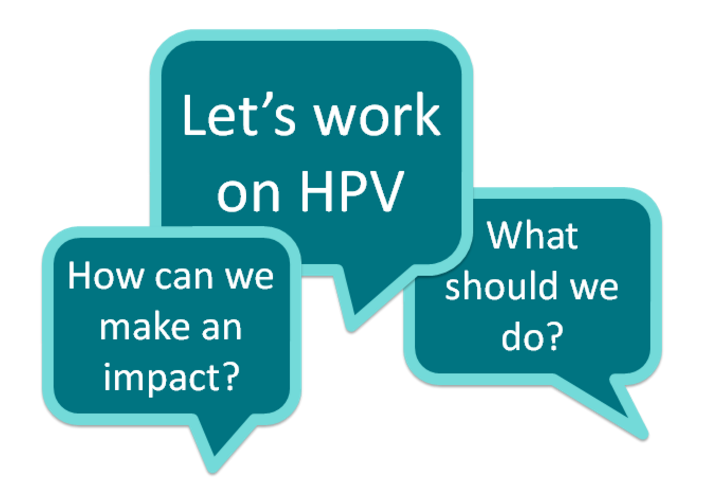 Let’s work
on HPV
How can we
make an
impact?
What
should we
do?